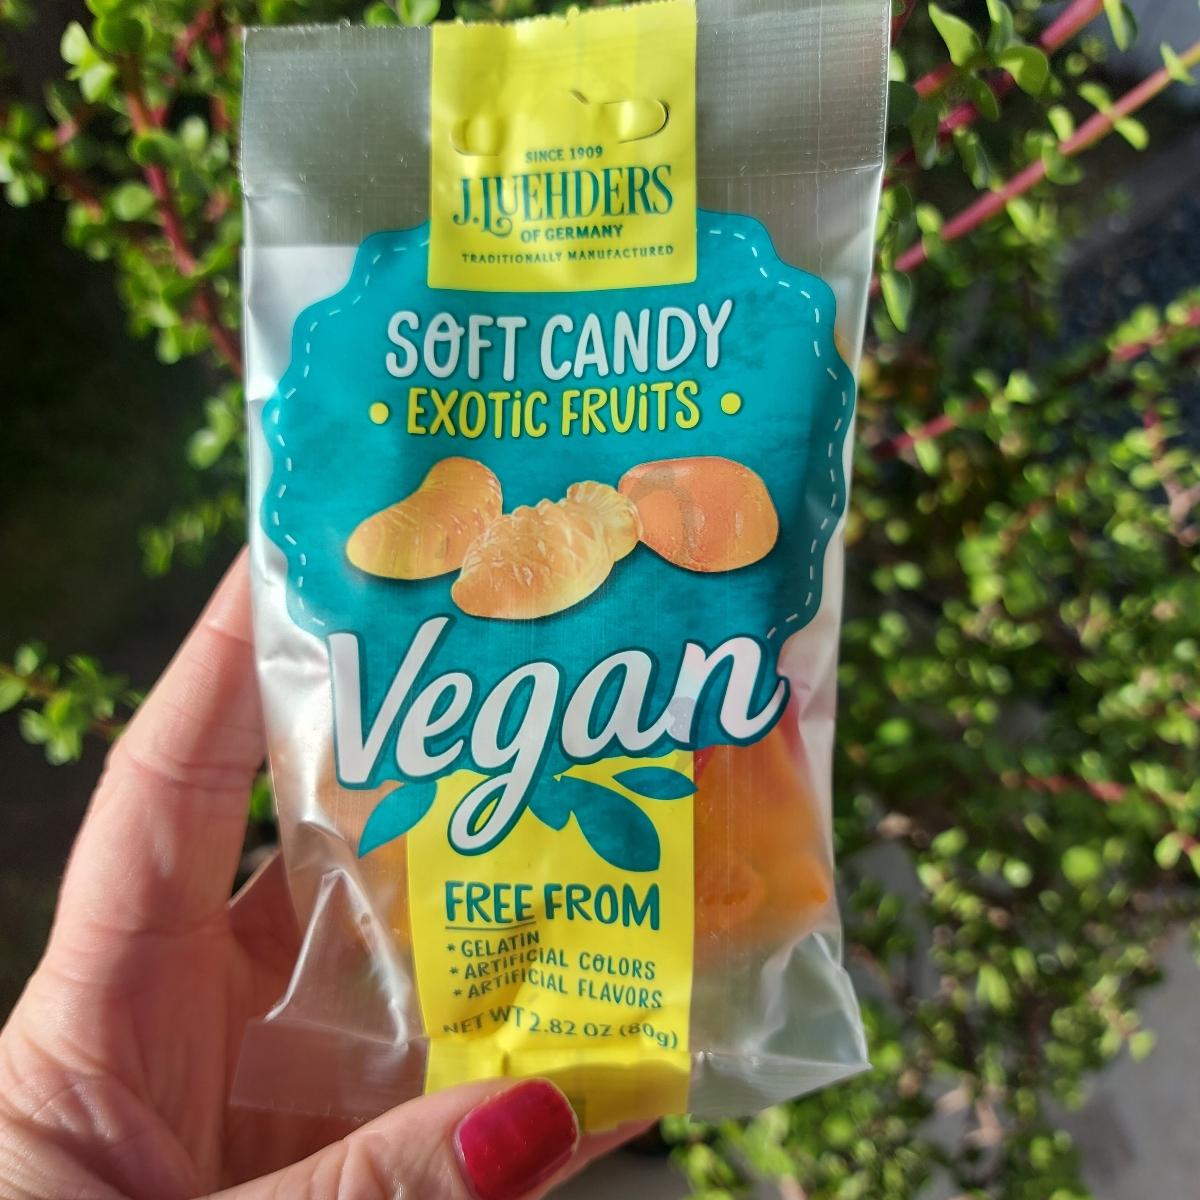 SINCE 1909
J.LUEHDERS
OF GERMANY
TRADITIONALLY MANUFACTURED
SOFT CANDY
• EXOTIC FRUITS •
Vegan
FREE FROM
* GELATIN
* ARTIFICIAL COLORS
* ARTIFICIAL FLAVORS
NET WT 2.82 OZ (80g)